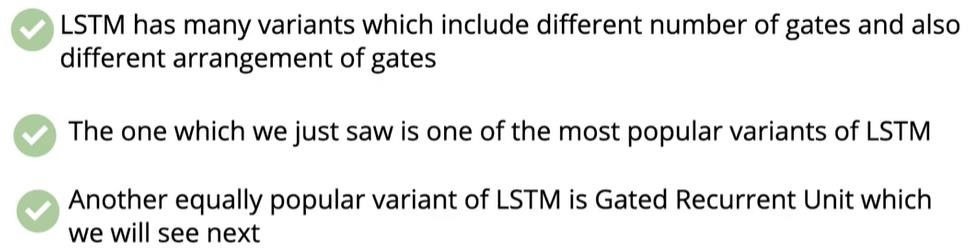 LSTM has many variants which include different number of gates and also
different arrangement of gates
The one which we just saw is one of the most popular variants of LSTM
Another equally popular variant of LSTM is Gated Recurrent Unit which
we will see next